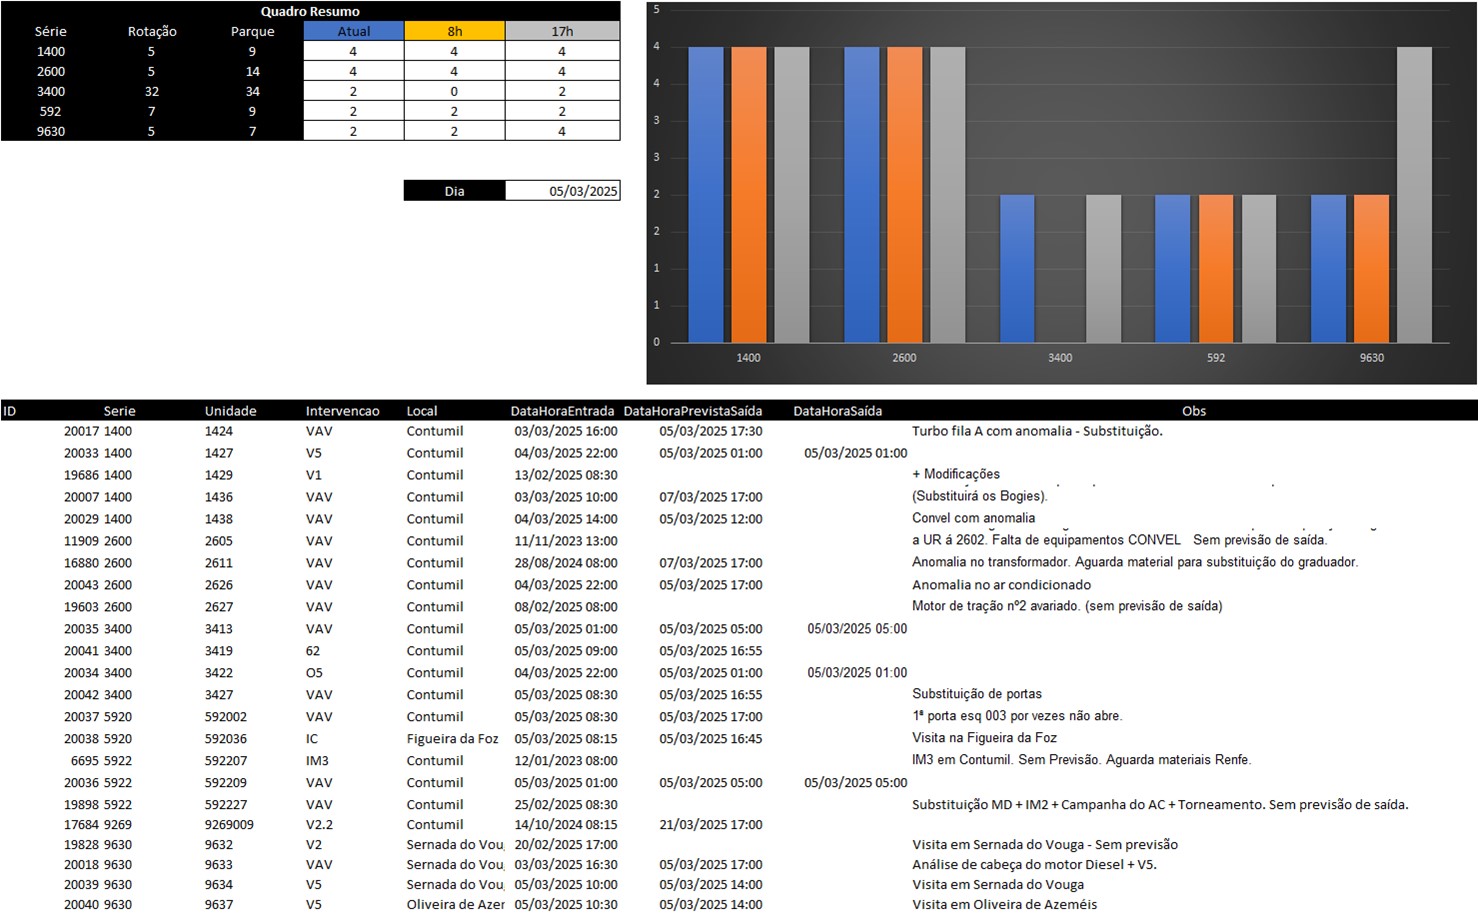 Quadro Resumo
Série Rotação Parque Atual 8h 17h
1400 5 9 4 4 4
2600 5 14 4 4 4
3400 32 34 2 0 2
592 7 9 2 2 2
9630 5 7 2 2 4
Dia 05/03/2025
5
4
4
3
3
2
2
1
1
0
1400 2600 3400 592 9630
ID Serie Unidade Intervencao Local DataHoraEntrada DataHoraPrevistaSaída DataHoraSaída Obs
20017 1400 1424 VAV Contumil 03/03/2025 16:00 05/03/2025 17:30 Turbo fila A com anomalia - Substituição.
20033 1400 1427 V5 Contumil 04/03/2025 22:00 05/03/2025 01:00 05/03/2025 01:00
19686 1400 1429 V1 Contumil 13/02/2025 08:30 + Modificações
20007 1400 1436 VAV Contumil 03/03/2025 10:00 07/03/2025 17:00 (Substituirá os Bogies).
20029 1400 1438 VAV Contumil 04/03/2025 14:00 05/03/2025 12:00 Convel com anomalia
11909 2600 2605 VAV Contumil 11/11/2023 13:00 a UR á 2602. Falta de equipamentos CONVEL Sem previsão de saída.
16880 2600 2611 VAV Contumil 28/08/2024 08:00 07/03/2025 17:00 Anomalia no transformador. Aguarda material para substituição do graduador.
20043 2600 2626 VAV Contumil 04/03/2025 22:00 05/03/2025 17:00 Anomalia no ar condicionado
19603 2600 2627 VAV Contumil 08/02/2025 08:00 Motor de tração nº2 avariado. (sem previsão de saída)
20035 3400 3413 VAV Contumil 05/03/2025 01:00 05/03/2025 05:00 05/03/2025 05:00
20041 3400 3419 62 Contumil 05/03/2025 09:00 05/03/2025 16:55
20034 3400 3422 O5 Contumil 04/03/2025 22:00 05/03/2025 01:00 05/03/2025 01:00
20042 3400 3427 VAV Contumil 05/03/2025 08:30 05/03/2025 16:55 Substituição de portas
20037 5920 592002 VAV Contumil 05/03/2025 08:30 05/03/2025 17:00 1ª porta esq 003 por vezes não abre.
20038 5920 592036 IC Figueira da Foz 05/03/2025 08:15 05/03/2025 16:45 Visita na Figueira da Foz
6695 5922 592207 IM3 Contumil 12/01/2023 08:00 IM3 em Contumil. Sem Previsão. Aguarda materiais Renfe.
20036 5922 592209 VAV Contumil 05/03/2025 01:00 05/03/2025 05:00 05/03/2025 05:00
19898 5922 592227 VAV Contumil 25/02/2025 08:30 Substituição MD + IM2 + Campanha do AC + Torneamento. Sem previsão de saída.
17684 9269 9269009 V2.2 Contumil 14/10/2024 08:15 21/03/2025 17:00
19828 9630 9632 V2 Sernada do Voug 20/02/2025 17:00 Visita em Sernada do Vouga - Sem previsão
20018 9630 9633 VAV Sernada do Voug 03/03/2025 16:30 05/03/2025 17:00 Análise de cabeça do motor Diesel + V5.
20039 9630 9634 V5 Sernada do Voug 05/03/2025 10:00 05/03/2025 14:00 Visita em Sernada do Vouga
20040 9630 9637 V5 Oliveira de Azer 05/03/2025 10:30 05/03/2025 14:00 Visita em Oliveira de Azeméis